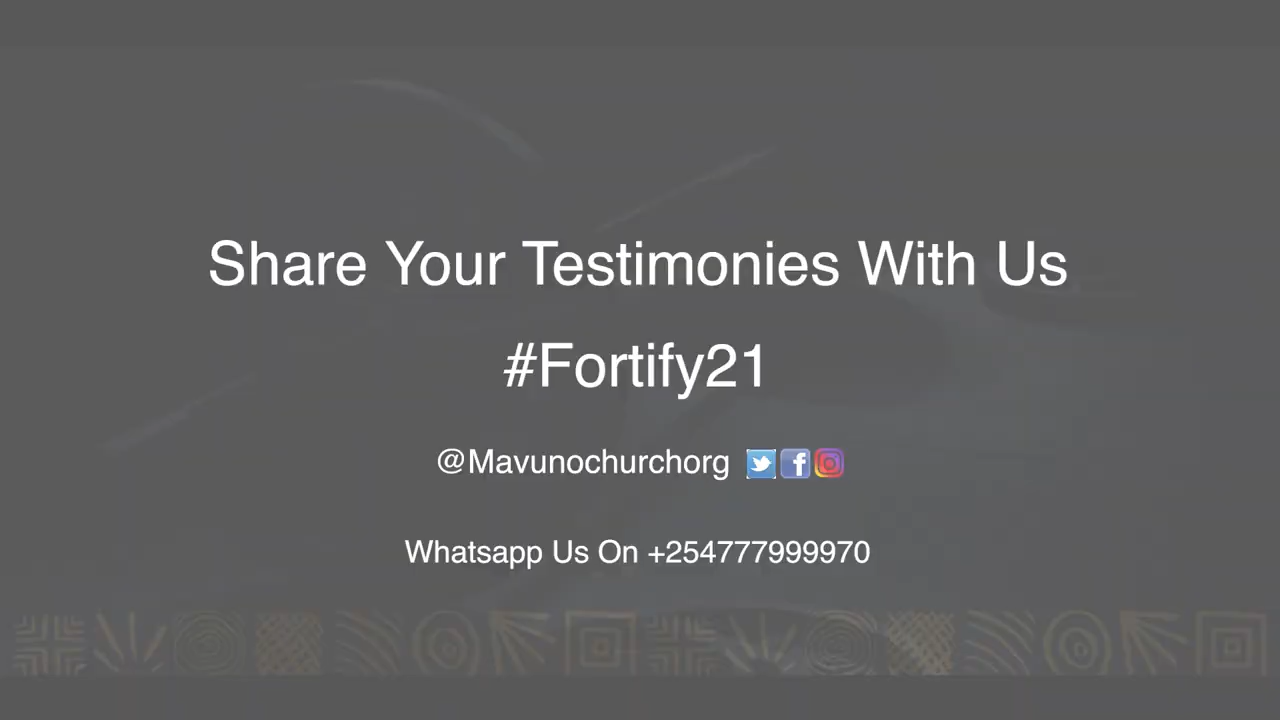 Share Your Testimonies With Us
#Fortify21
@Mavunochurchorg
Whatsapp Us On +254777999970